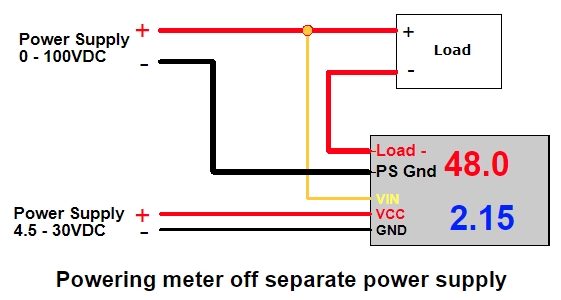 Power Supply +
0 - 100VDC
-
+
Load
-
Load -
PS Gnd
48.0
VIN
Power Supply +
4.5 - 30VDC -
VCC
GND
2.15
Powering meter off separate power supply